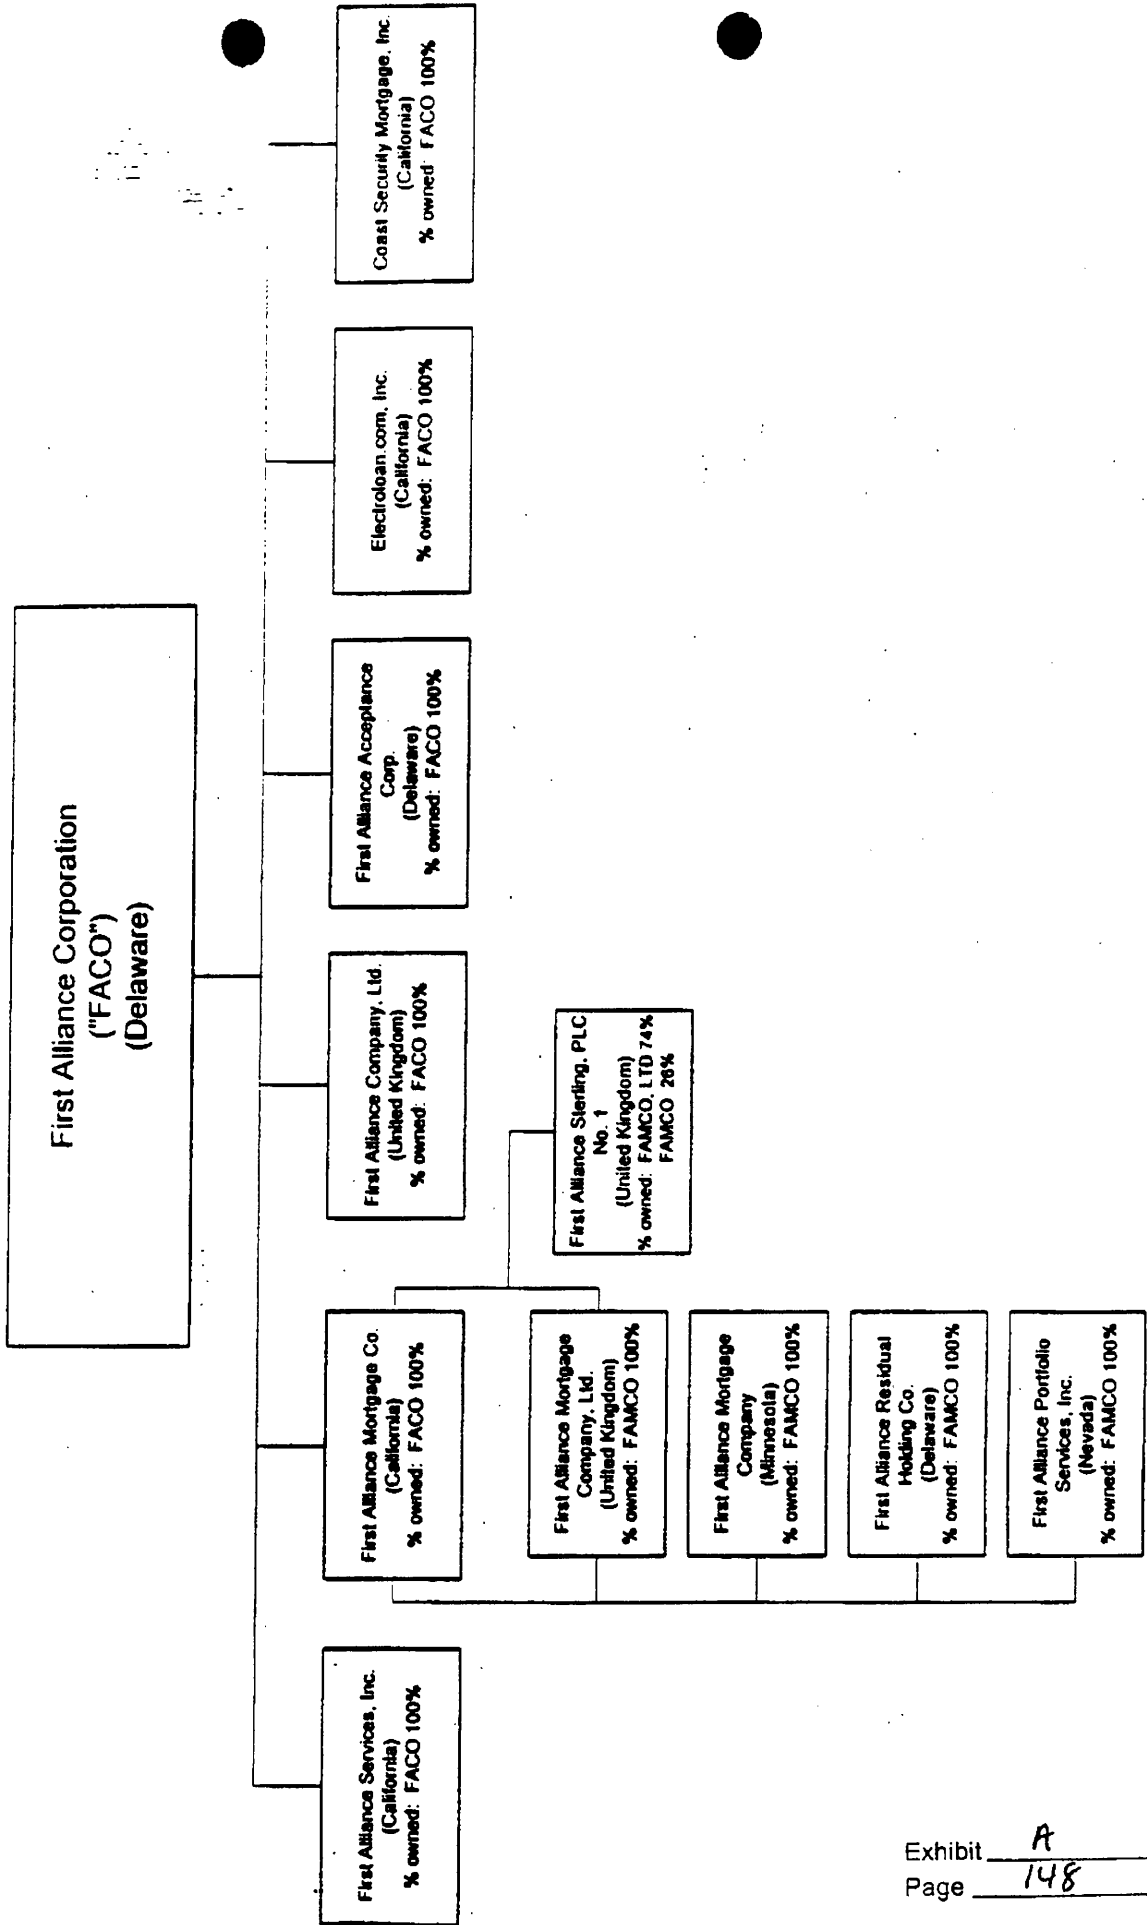 First Alliance Corporation
("FACO")
(Delaware)
First Alliance Services, Inc.
(California)
% owned: FACO 100%
First Alliance Mortgage Co.
(California)
% owned: FACO 100%
First Alliance Company, Ltd.
(United Kingdom)
% owned: FACO 100%
First Alliance Acceptance
Corp.
(Delaware)
% owned: FACO 100%
Electroloan.com, Inc.
(California)
% owned: FACO 100%
Coast Security Mortgage, Inc.
(California)
% owned: FACO 100%
First Alliance Mortgage
Company, Ltd.
(United Kingdom)
% owned: FAMCO 100%
First Alliance Sterling, PLC
No. 1
(United Kingdom)
% owned: FAMCO, LTD 74%
FAMCO 26%
First Alliance Mortgage
Company
(Minnesota)
% owned: FAMCO 100%
First Alliance Residual
Holding Co.
(Delaware)
% owned: FAMCO 100%
First Alliance Portfolio
Services, Inc.
(Nevada)
% owned: FAMCO 100%
Exhibit A
Page 148